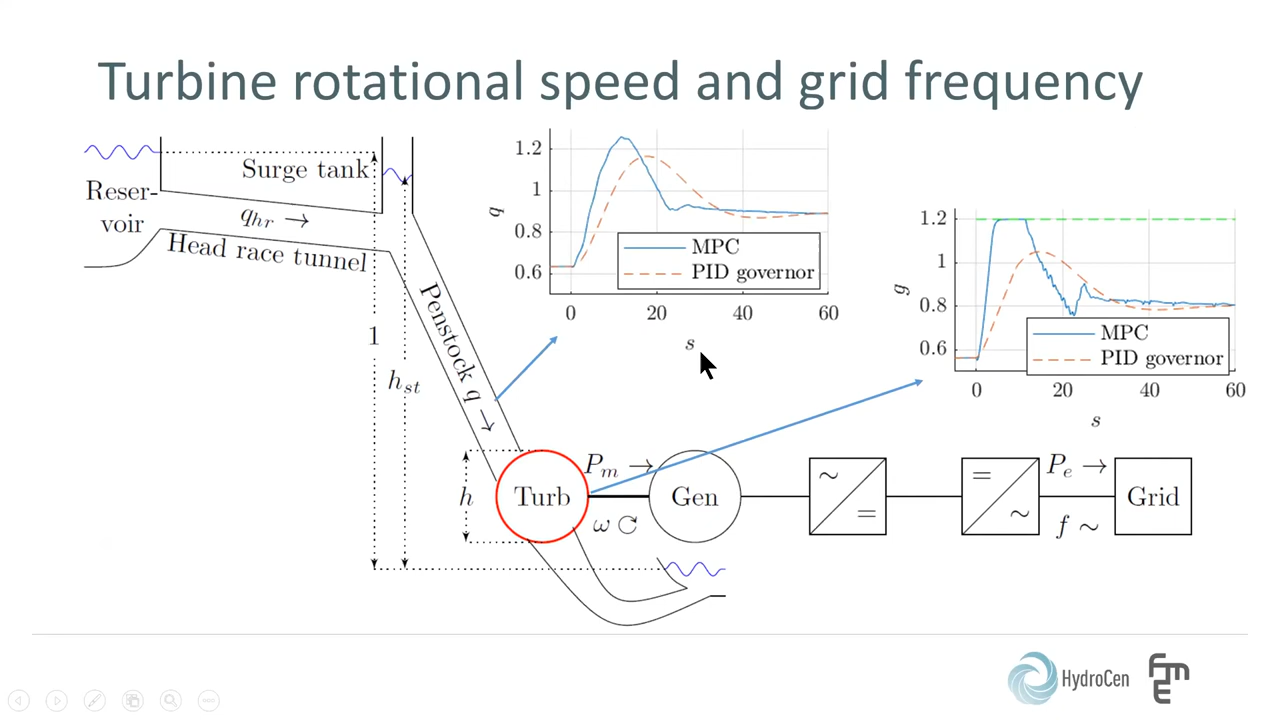 Turbine rotational speed and grid frequency
Surge tank
Reser-
voir
q_hr →
Head race tunnel
Penstock q →
1
h_st
h
Turb
P_m →
ω ↻
Gen
∼
=
=
∼
P_e →
f ∼
Grid
q
1.2
1
0.8
0.6
MPC
PID governor
0 20 40 60
s
g
1.2
1
0.8
0.6
MPC
PID governor
0 20 40 60
s
HydroCen